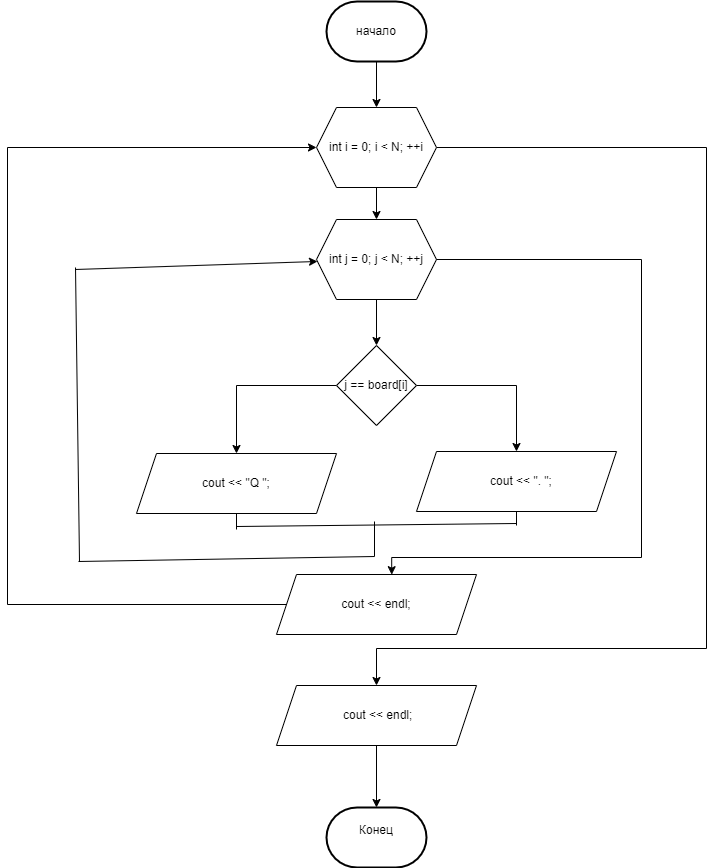 начало
int i = 0; i < N; ++i
int j = 0; j < N; ++j
j == board[i]
cout << "Q ";
cout << ". ";
cout << endl;
cout << endl;
Конец